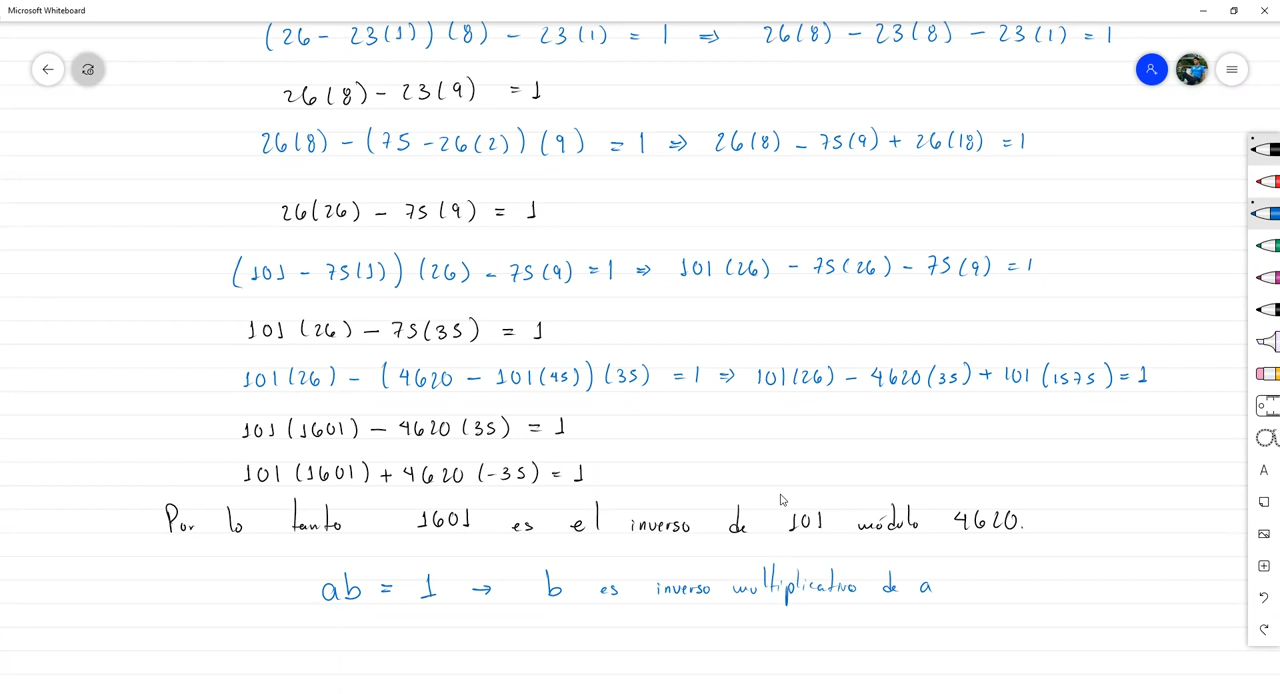 Microsoft Whiteboard
(26 - 23(1))(8) - 23(1) = 1 ⇒ 26(8) - 23(8) - 23(1) = 1
26(8) - 23(9) = 1
26(8) - (75 - 26(2))(9) = 1 ⇒ 26(8) - 75(9) + 26(18) = 1
26(26) - 75(9) = 1
(101 - 75(1))(26) - 75(9) = 1 ⇒ 101(26) - 75(26) - 75(9) = 1
101(26) - 75(35) = 1
101(26) - (4620 - 101(45))(35) = 1 ⇒ 101(26) - 4620(35) + 101(1575) = 1
101(1601) - 4620(35) = 1
101(1601) + 4620(-35) = 1
Por lo tanto 1601 es el inverso de 101 módulo 4620.
ab = 1 → b es inverso multiplicativo de a